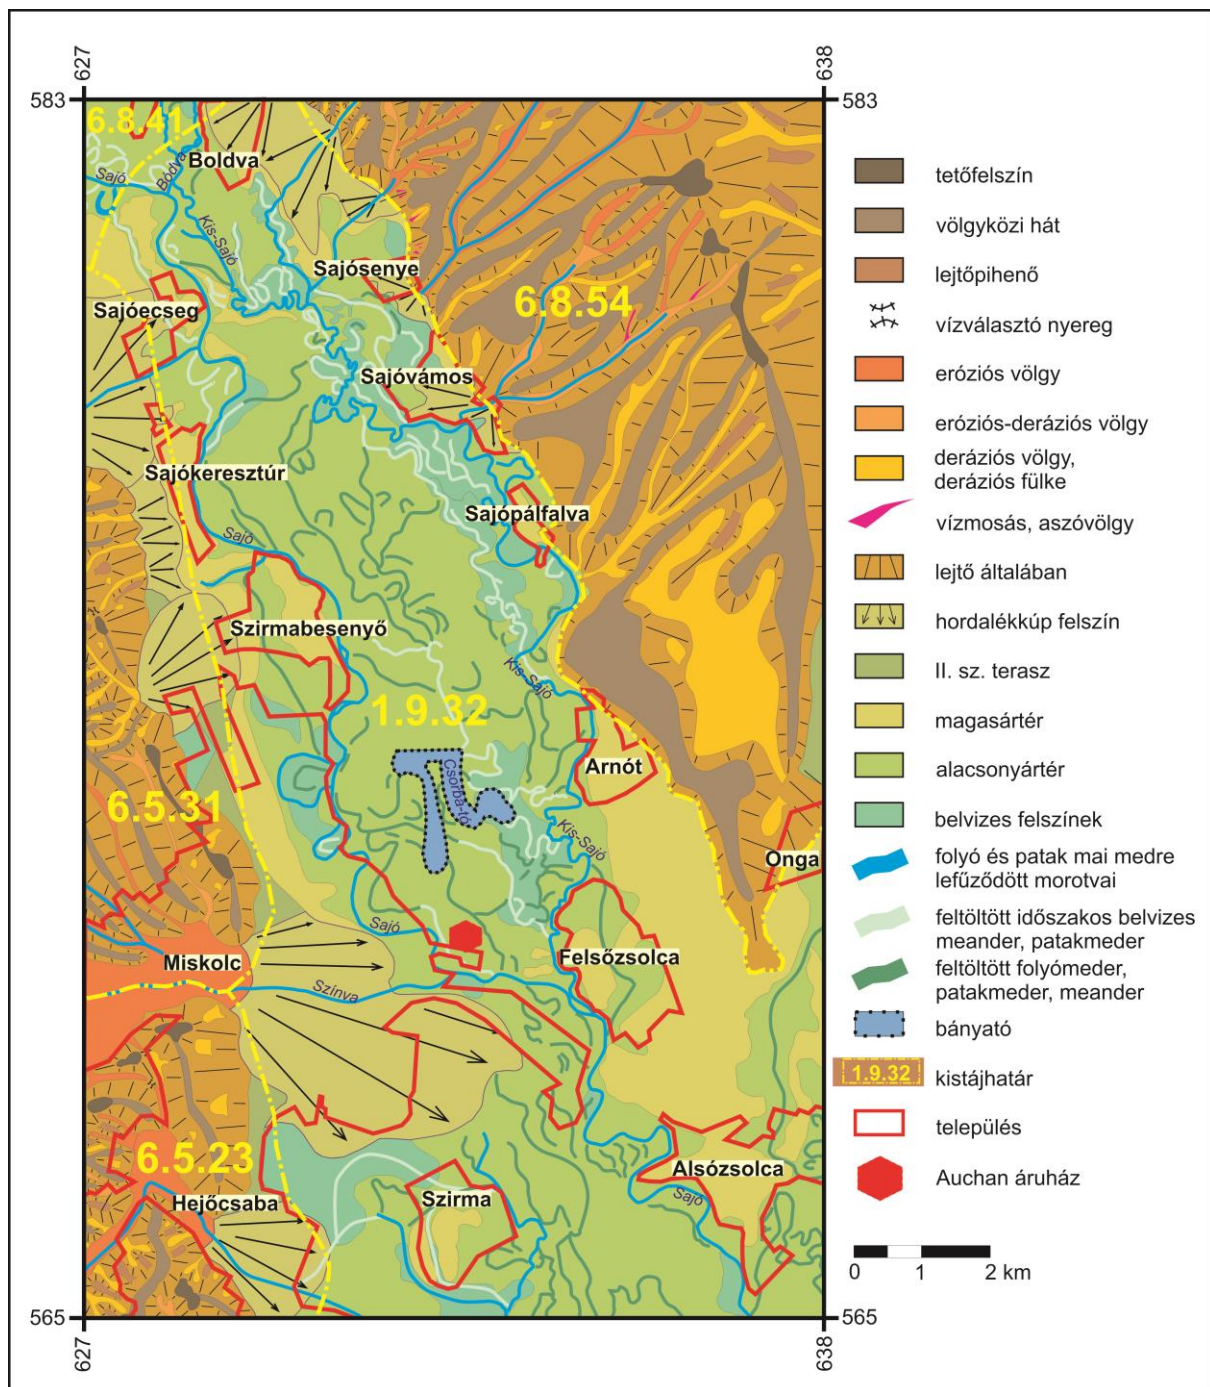 627
638
583
583
6.8.41
Boldva
Sajó
Bódva
Kis-Sajó
Sajósenye
6.8.54
Sajóecseg
Sajóvámos
Sajókeresztúr
Sajópálfalva
Sajó
Szirmabesenyő
Kis-Sajó
1.9.32
Arnót
Csorba-tó
6.5.31
Kis-Sajó
Onga
Sajó
Felsőzsolca
Miskolc
Szinva
6.5.23
Alsózsolca
Hejőcsaba
Szirma
Sajó
565
565
627
638
tetőfelszín
völgyközi hát
lejtőpihenő
vízválasztó nyereg
eróziós völgy
eróziós-deráziós völgy
deráziós völgy,
deráziós fülke
vízmosás, aszóvölgy
lejtő általában
hordalékkúp felszín
II. sz. terasz
magasártér
alacsonyártér
belvizes felszínek
folyó és patak mai medre
lefűződött morotvai
feltöltött időszakos belvizes
meander, patakmeder
feltöltött folyómeder,
patakmeder, meander
bányató
1.9.32
kistájhatár
település
Auchan áruház
0 1 2 km